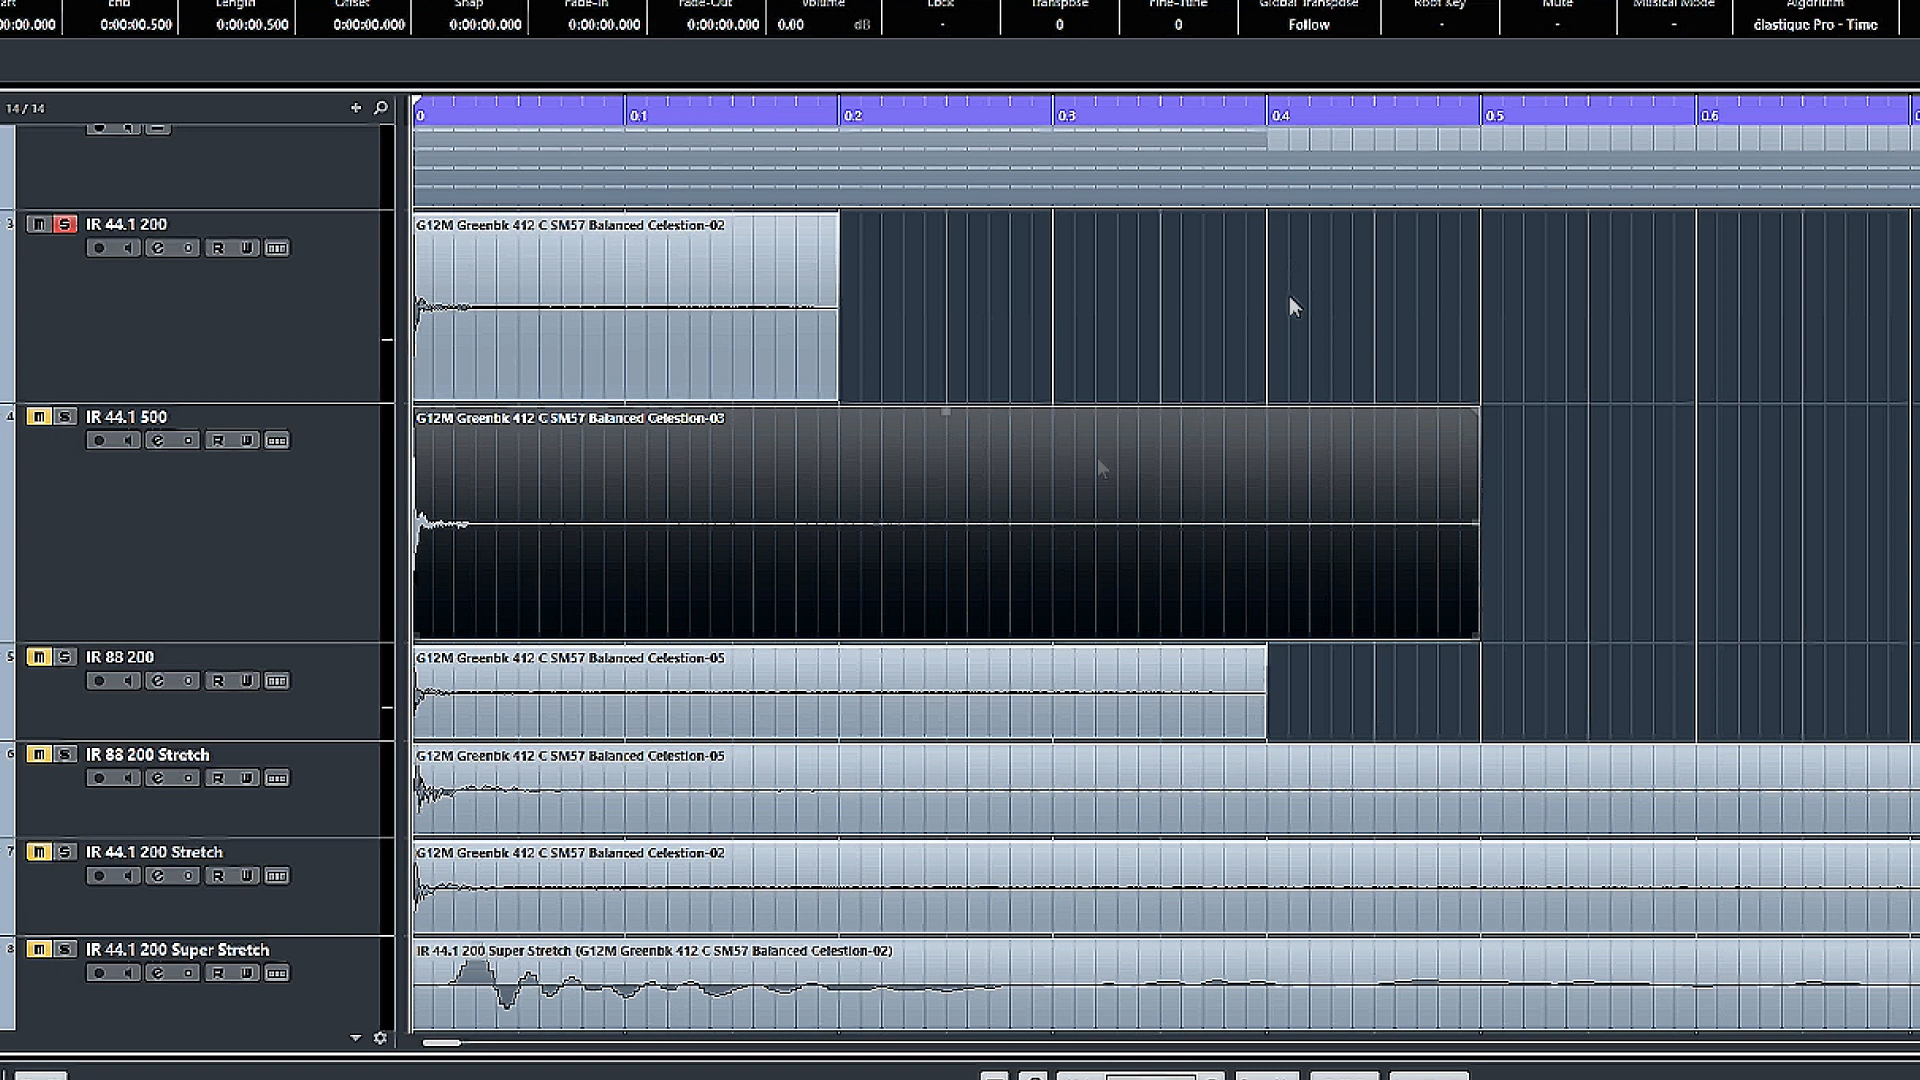 End Length Offset Snap Fade-In Fade-Out Volume Lock Transpose Fine-Tune Global Transpose Root Key Mute Musical Mode Algorithm
00:00.000 0:00:00.500 0:00:00.500 0:00:00.000 0:00:00.000 0:00:00.000 0:00:00.000 0.00 dB - 0 0 Follow - - - élastique Pro - Time
14 / 14 +
0 0.1 0.2 0.3 0.4 0.5 0.6
3 m S IR 44.1 200
R W
G12M Greenbk 412 C SM57 Balanced Celestion-02
4 m S IR 44.1 500
R W
G12M Greenbk 412 C SM57 Balanced Celestion-03
5 m S IR 88 200
R W
G12M Greenbk 412 C SM57 Balanced Celestion-05
6 m S IR 88 200 Stretch
R W
G12M Greenbk 412 C SM57 Balanced Celestion-05
7 m S IR 44.1 200 Stretch
R W
G12M Greenbk 412 C SM57 Balanced Celestion-02
8 m S IR 44.1 200 Super Stretch
R W
IR 44.1 200 Super Stretch (G12M Greenbk 412 C SM57 Balanced Celestion-02)